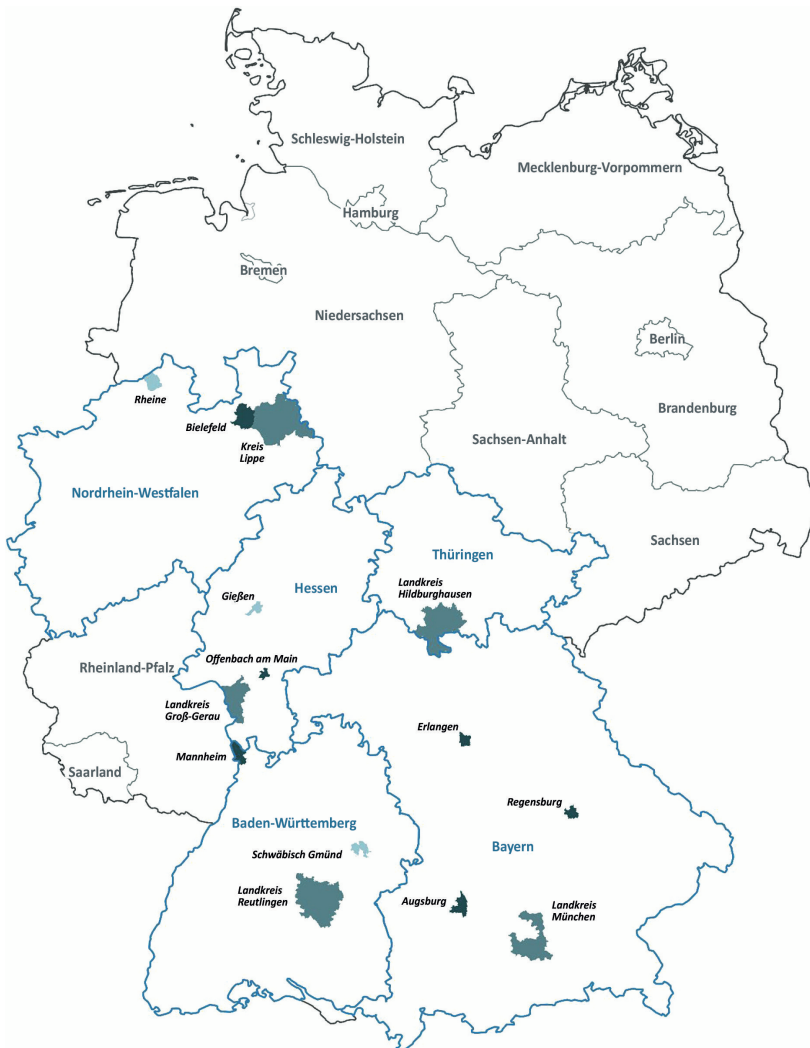 Schleswig-Holstein
Mecklenburg-Vorpommern
Hamburg
Bremen
Niedersachsen
Berlin
Rheine
Brandenburg
Bielefeld
Sachsen-Anhalt
Kreis
Lippe
Nordrhein-Westfalen
Sachsen
Thüringen
Landkreis
Hildburghausen
Hessen
Gießen
Offenbach am Main
Rheinland-Pfalz
Landkreis
Groß-Gerau
Erlangen
Mannheim
Saarland
Regensburg
Baden-Württemberg
Bayern
Schwäbisch Gmünd
Landkreis
Reutlingen
Augsburg
Landkreis
München